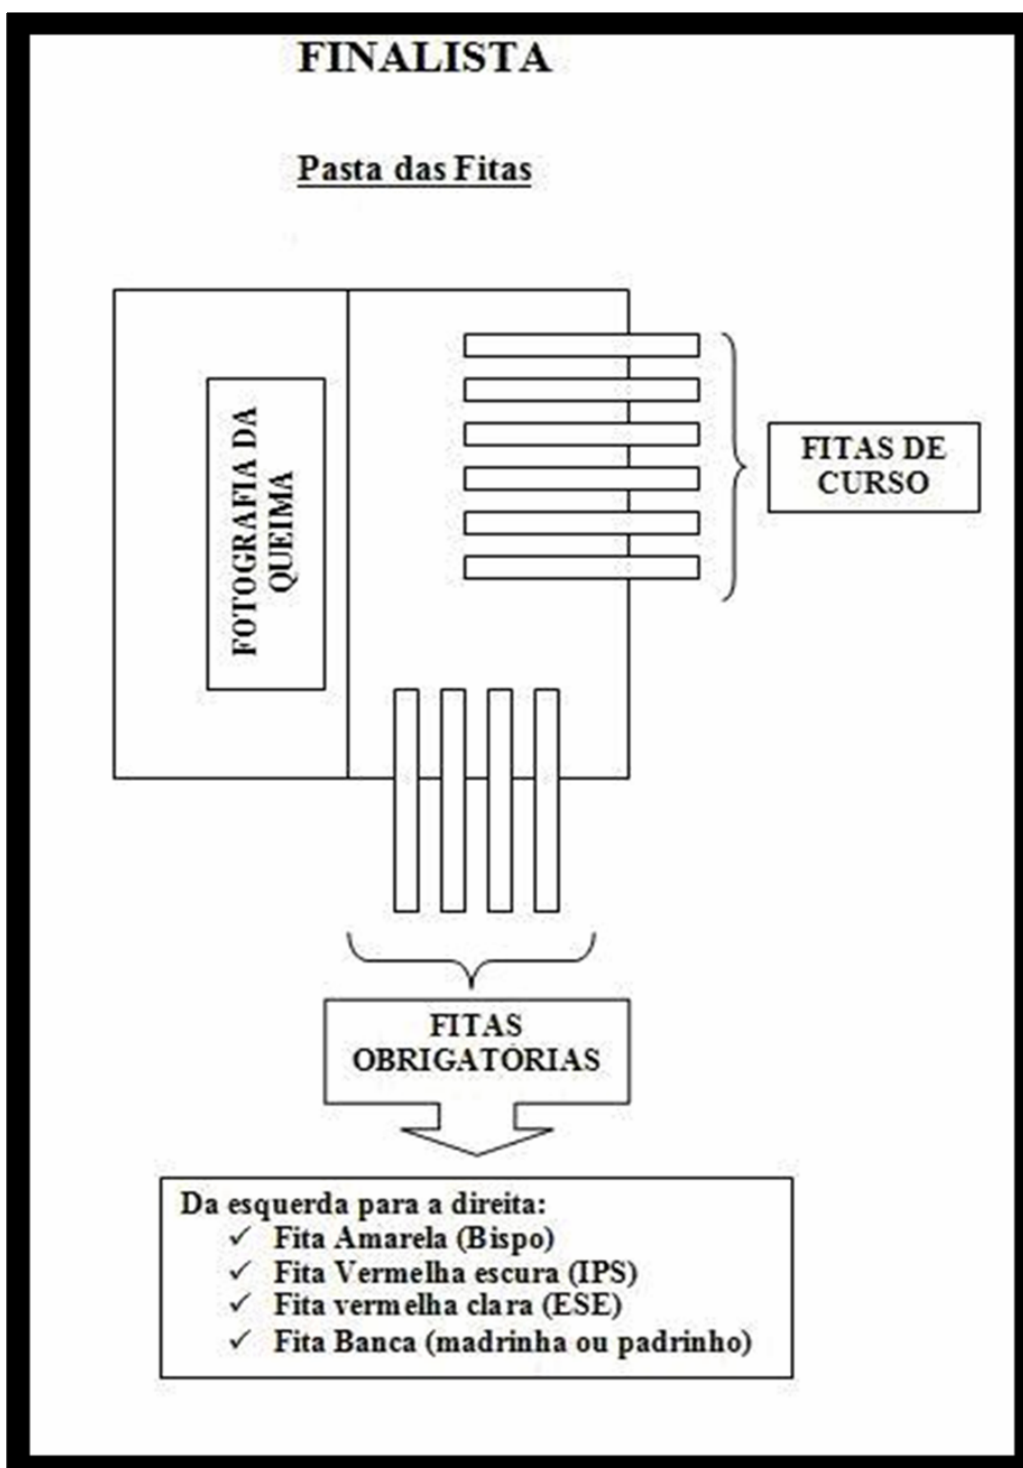 FINALISTA
Pasta das Fitas
FOTOGRAFIA DA
QUEIMA
FITAS DE
CURSO
FITAS
OBRIGATÓRIAS
Da esquerda para a direita:
✓ Fita Amarela (Bispo)
✓ Fita Vermelha escura (IPS)
✓ Fita vermelha clara (ESE)
✓ Fita Banca (madrinha ou padrinho)